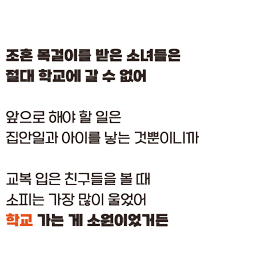 조혼 목걸이를 받은 소녀들은
절대 학교에 갈 수 없어
앞으로 해야 할 일은
집안일과 아이를 낳는 것뿐이니까
교복 입은 친구들을 볼 때
소피는 가장 많이 울었어
학교 가는 게 소원이었거든